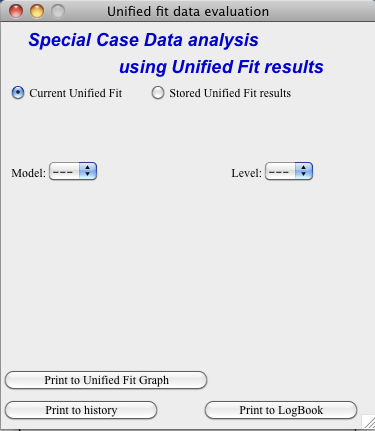 Unified fit data evaluation
Special Case Data analysis
using Unified Fit results
Current Unified Fit Stored Unified Fit results
Model: --- Level: ---
Print to Unified Fit Graph
Print to history Print to LogBook